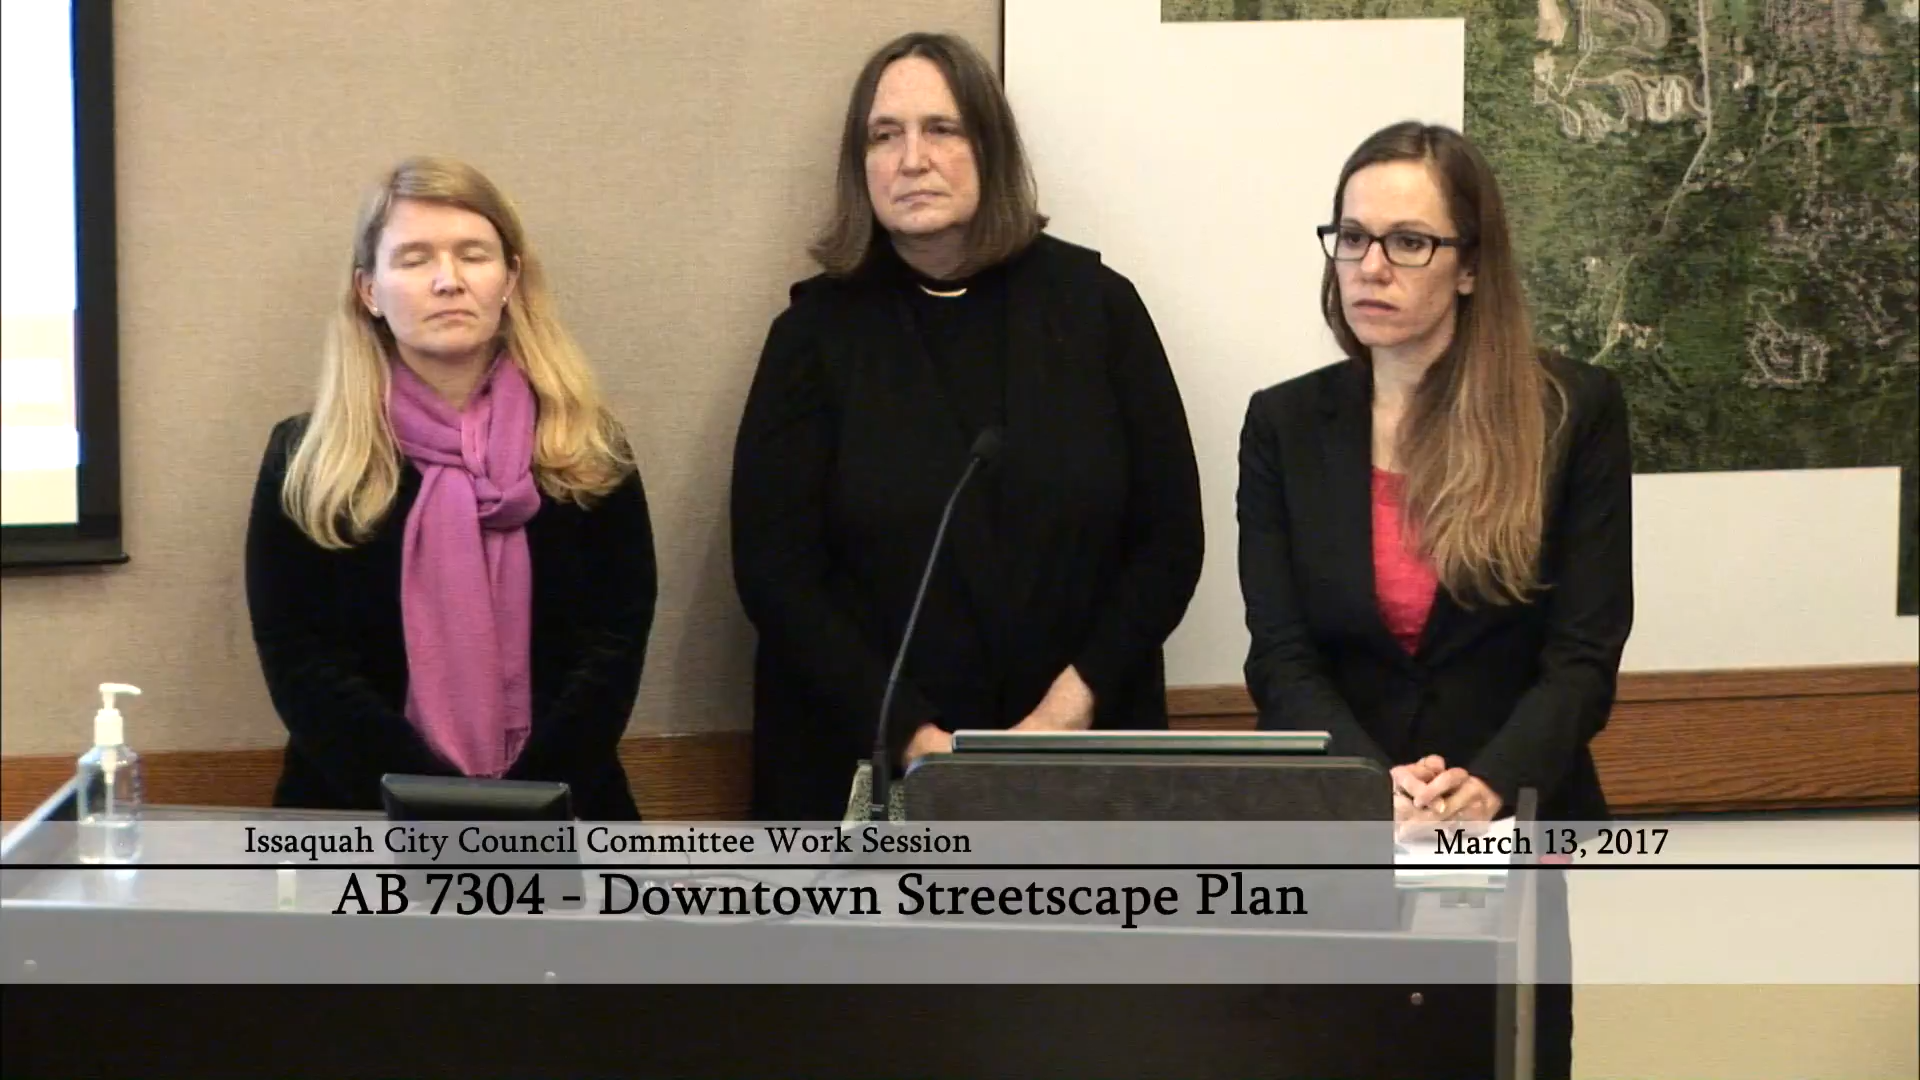 Issaquah City Council Committee Work Session
March 13, 2017
AB 7304 - Downtown Streetscape Plan